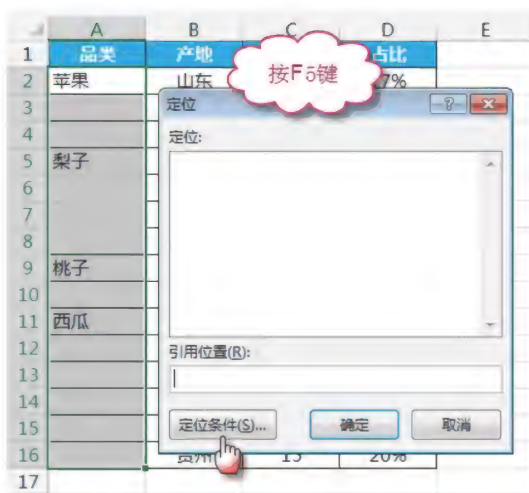 A B C D E
1 品类 产地 占比
2 苹果 山东 7%
按F5键
3 定位
4 定位:
5 梨子
6
7
8
9 桃子
10
11 西瓜
12 引用位置(R):
13
14
15 定位条件(S)... 确定 取消
16 贵州 15 20%
17